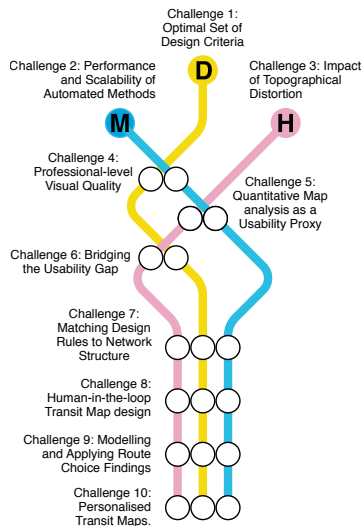 Challenge 1:
Optimal Set of
Design Criteria
Challenge 2: Performance
and Scalability of
Automated Methods
D
Challenge 3: Impact
of Topographical
Distortion
M
H
Challenge 4:
Professional-level
Visual Quality
Challenge 5:
Quantitative Map
analysis as a
Usability Proxy
Challenge 6: Bridging
the Usability Gap
Challenge 7:
Matching Design
Rules to Network
Structure
Challenge 8:
Human-in-the-loop
Transit Map design
Challenge 9: Modelling
and Applying Route
Choice Findings
Challenge 10:
Personalised
Transit Maps.